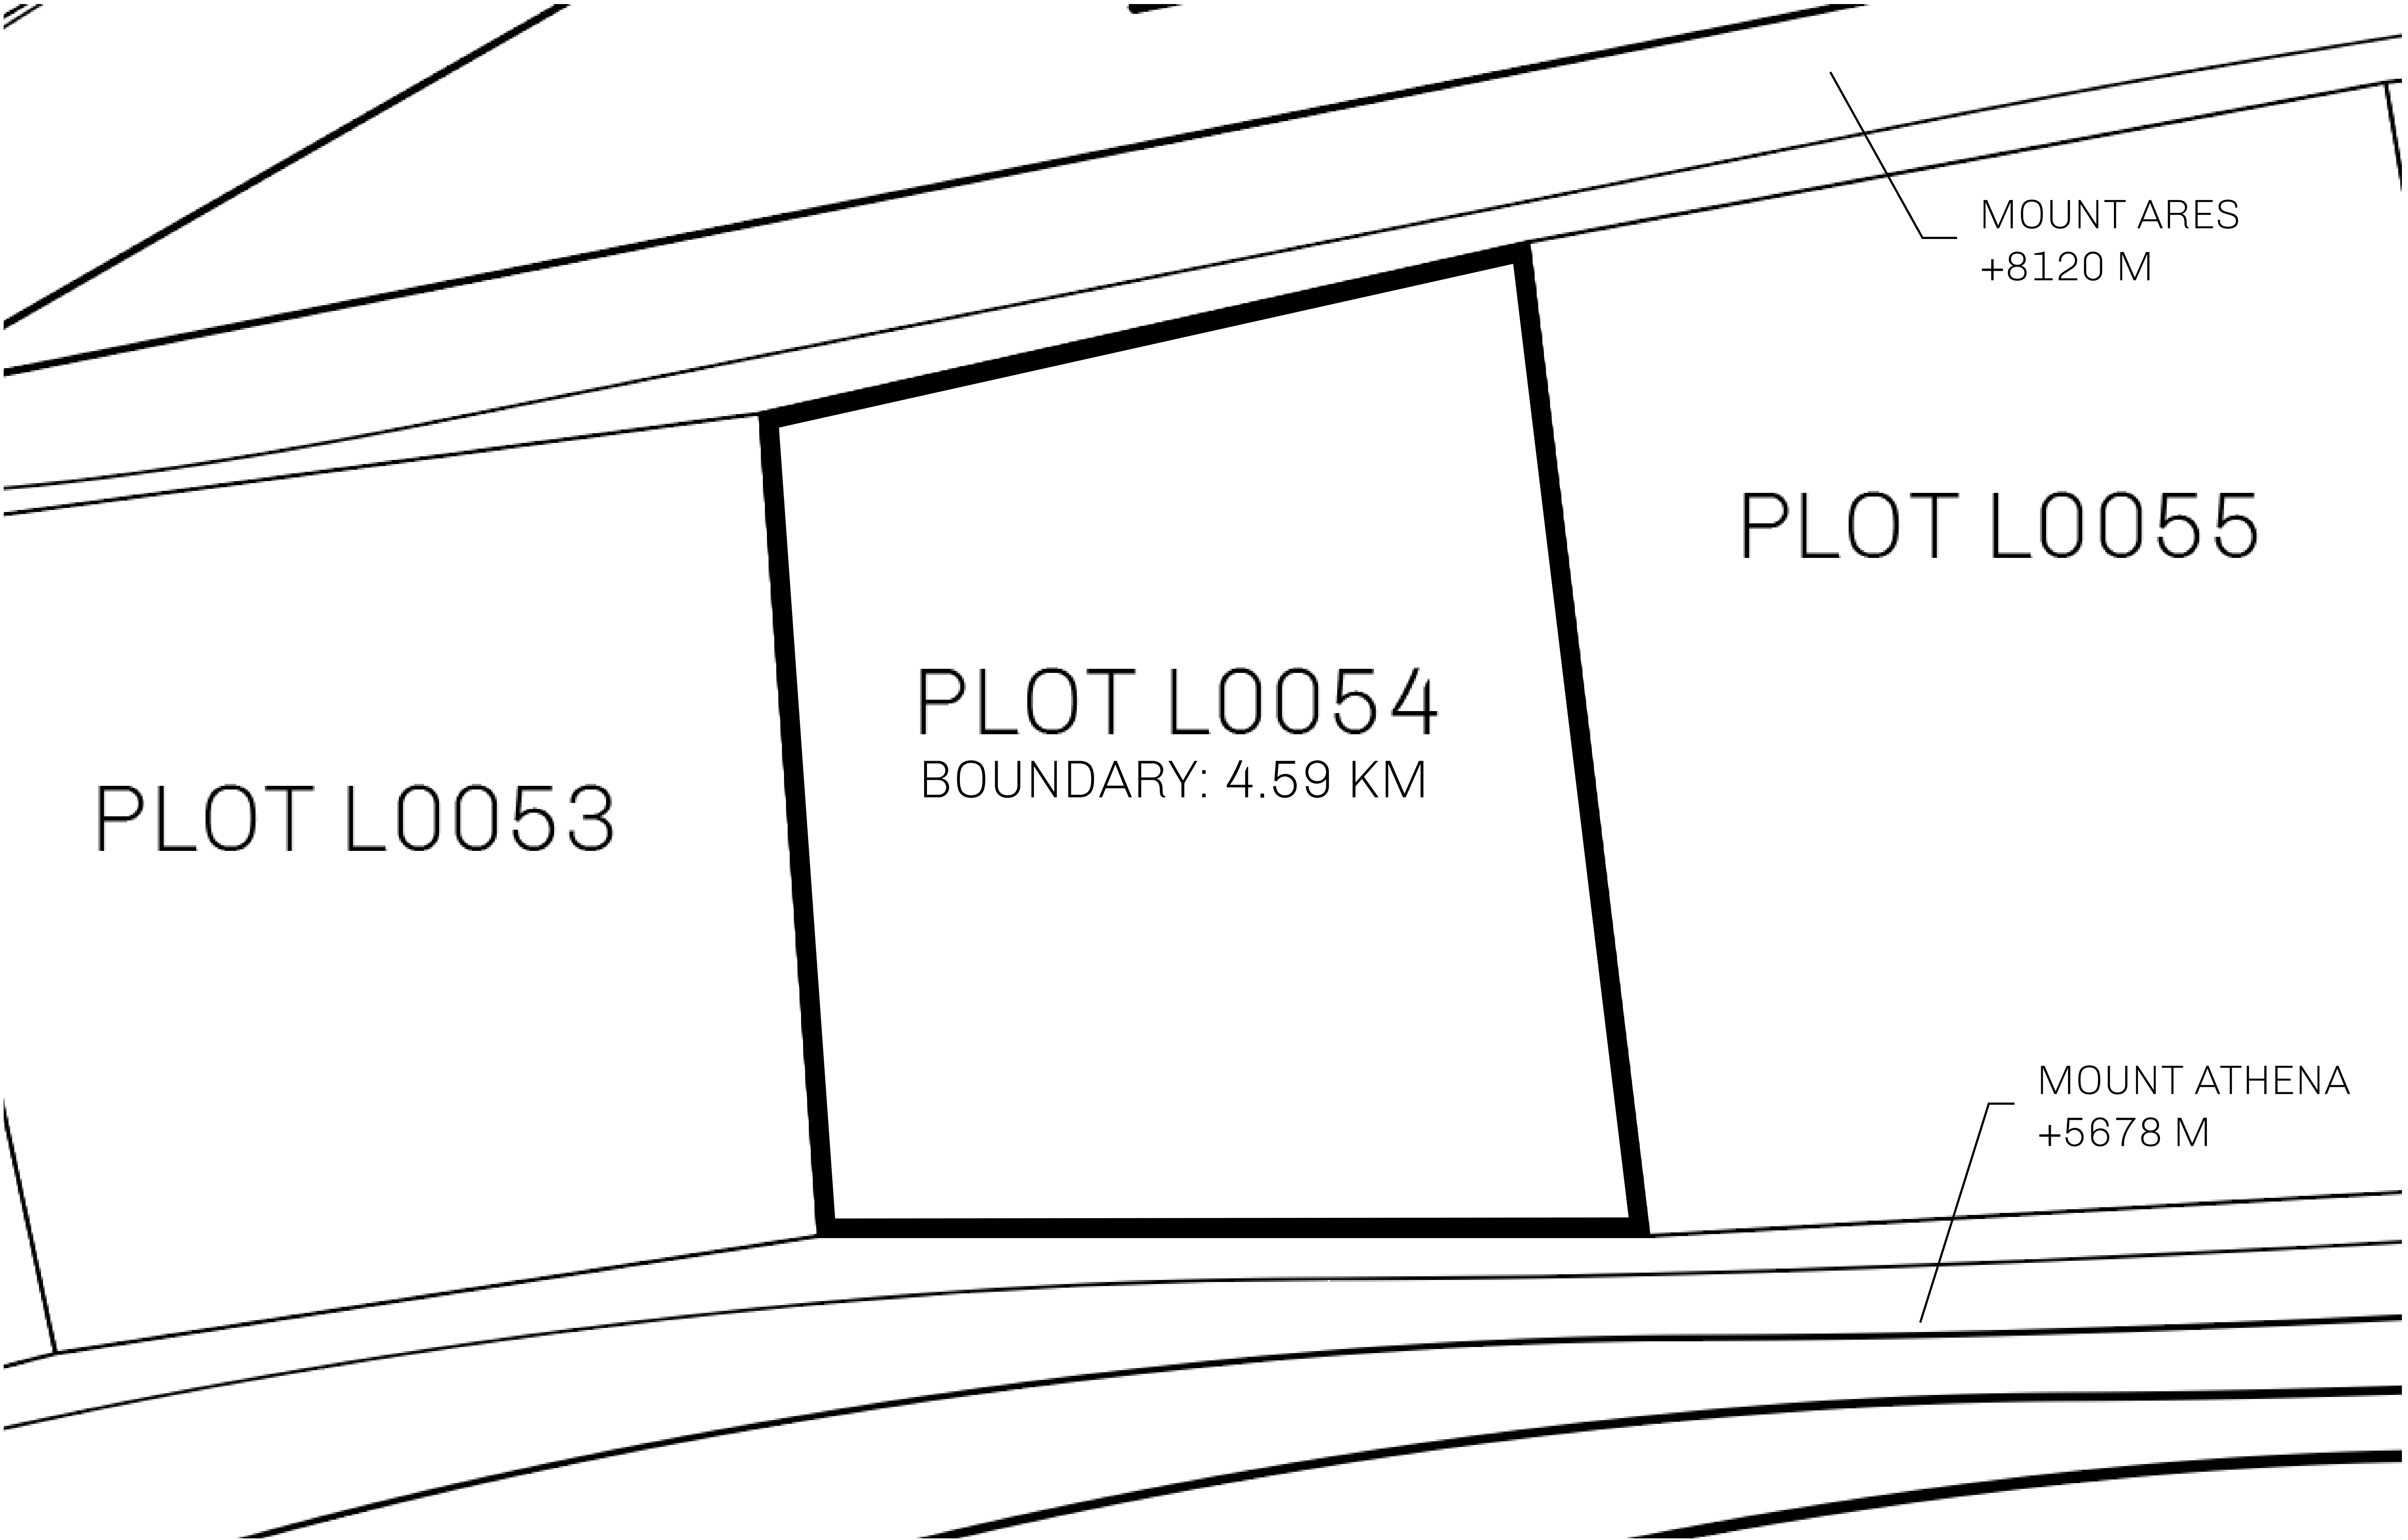 MOUNT ARES
+8120 M
PLOT L0055
PLOT L0054
BOUNDARY: 4.59 KM
PLOT L0053
MOUNT ATHENA
+5678 M